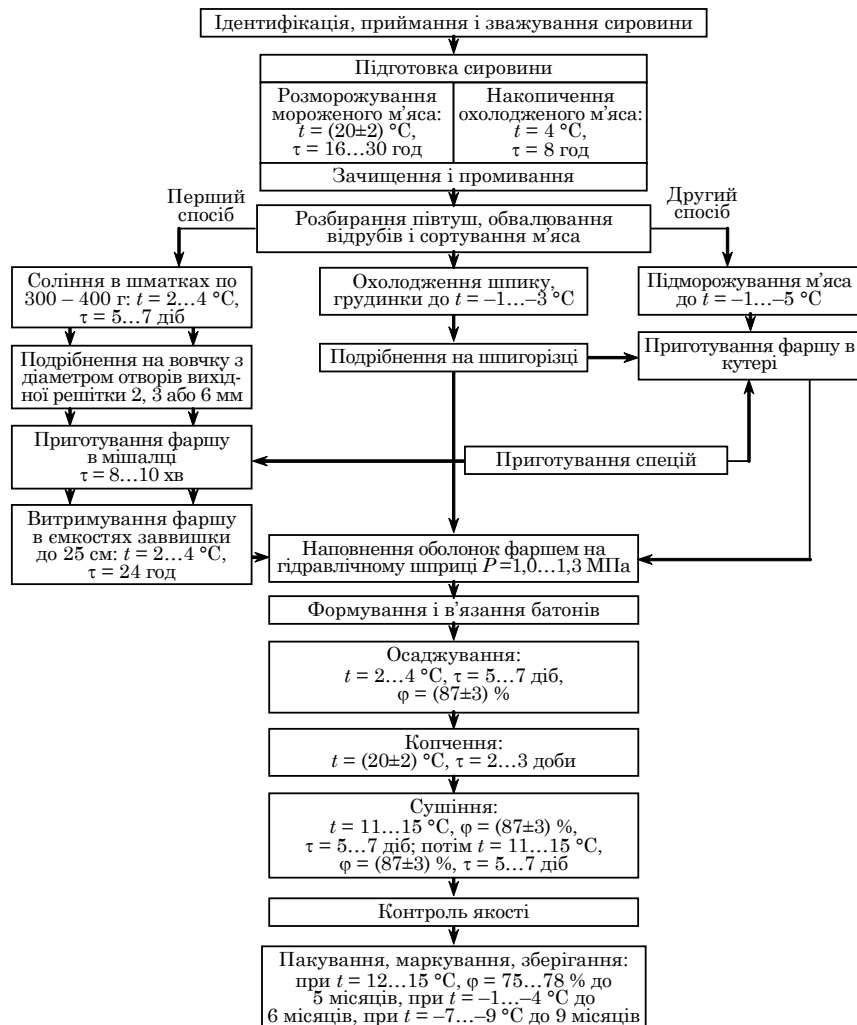 Ідентифікація, приймання і зважування сировини
Підготовка сировини
Розморожування
мороженого м'яса:
t = (20±2) °C,
τ = 16...30 год
Накопичення
охолодженого м'яса:
t = 4 °C,
τ = 8 год
Зачищення і промивання
Перший
спосіб
Другий
спосіб
Розбирання півтуш, обвалювання
відрубів і сортування м'яса
Соління в шматках по
300 – 400 г: t = 2...4 °C,
τ = 5...7 діб
Охолодження шпику,
грудинки до t = –1...–3 °C
Підморожування м'яса
до t = –1...–5 °C
Подрібнення на вовчку з
діаметром отворів вихід-
ної решітки 2, 3 або 6 мм
Подрібнення на шпигорізці
Приготування фаршу в
кутері
Приготування фаршу
в мішалці
τ = 8...10 хв
Приготування спецій
Витримування фаршу
в ємкостях заввишки
до 25 см: t = 2...4 °C,
τ = 24 год
Наповнення оболонок фаршем на
гідравлічному шприці P =1,0...1,3 МПа
Формування і в'язання батонів
Осаджування:
t = 2...4 °C, τ = 5...7 діб,
φ = (87±3) %
Копчення:
t = (20±2) °C, τ = 2...3 доби
Сушіння:
t = 11...15 °C, φ = (87±3) %,
τ = 5...7 діб; потім t = 11...15 °C,
φ = (87±3) %, τ = 5...7 діб
Контроль якості
Пакування, маркування, зберігання:
при t = 12...15 °C, φ = 75...78 % до
5 місяців, при t = –1...–4 °C до
6 місяців, при t = –7...–9 °C до 9 місяців